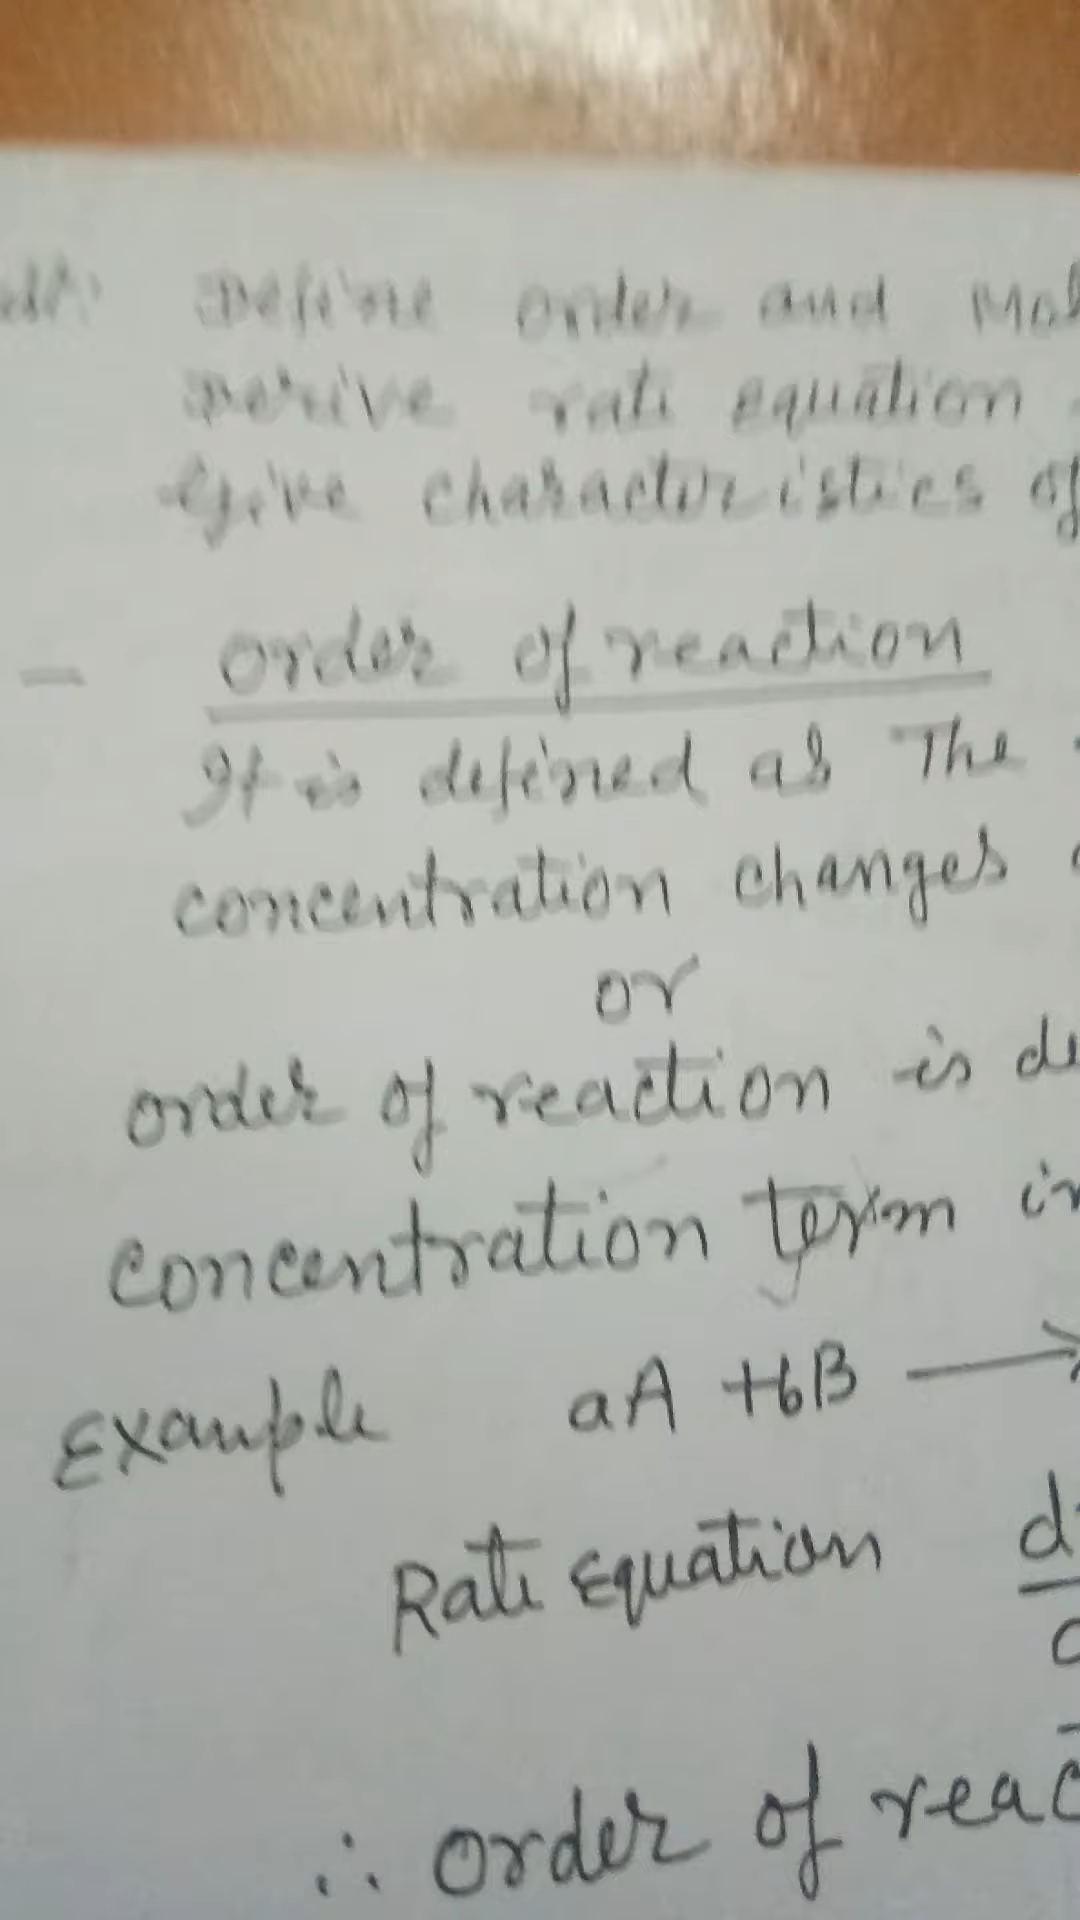 Define order and
Derive rate equation
Give characteristics of
- order of reaction
It is defined as The
concentration changes
or
order of reaction is
concentration term in
Example aA + bB →
Rate Equation
∴ order of